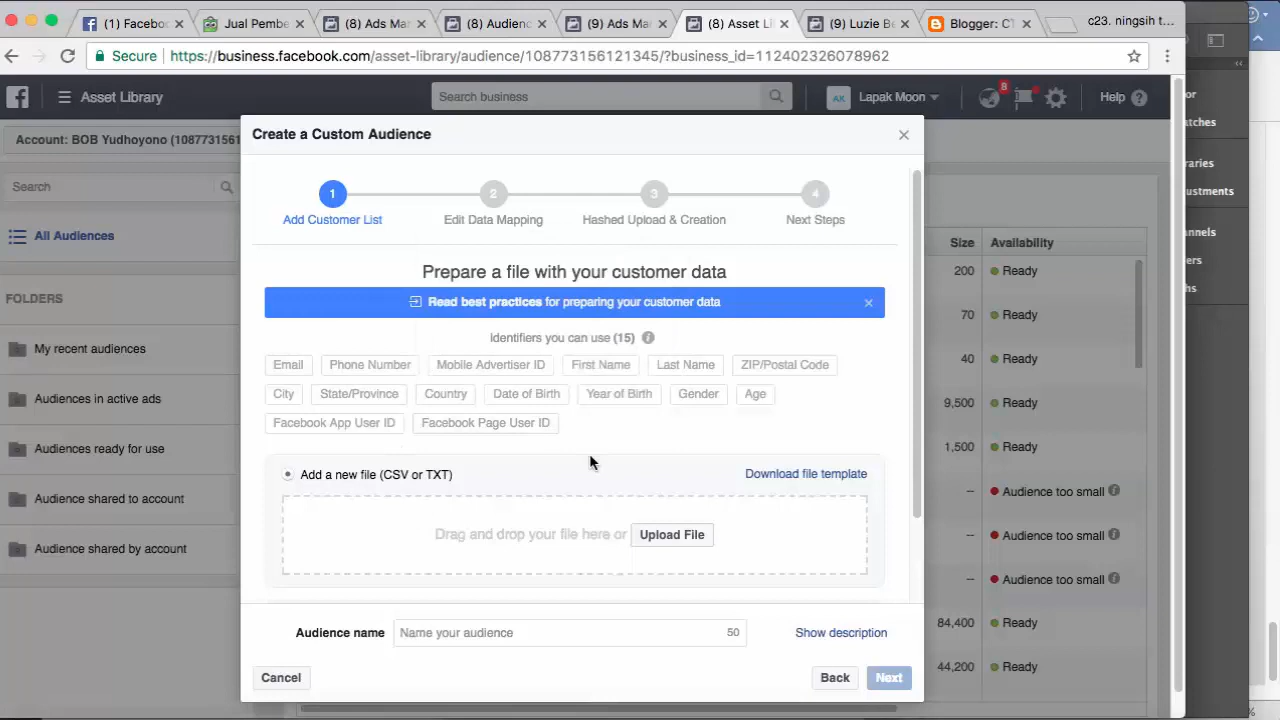 (1) Faceboo
Jual Pembe
(8) Ads Ma
(8) Audienc
(9) Ads Ma
(8) Asset Li
(9) Luzie Be
Blogger: CT
c23. ningsih t...
Secure
https://business.facebook.com/asset-library/audience/108773156121345/?business_id=112402326078962
Asset Library
Search business
AK
Lapak Moon
8
Help
Account: BOB Yudhoyono (1087731561
Search
All Audiences
FOLDERS
My recent audiences
Audiences in active ads
Audiences ready for use
Audience shared to account
Audience shared by account
Create a Custom Audience
1
2
3
4
Add Customer List
Edit Data Mapping
Hashed Upload & Creation
Next Steps
Prepare a file with your customer data
Read best practices for preparing your customer data
Identifiers you can use (15)
Email
Phone Number
Mobile Advertiser ID
First Name
Last Name
ZIP/Postal Code
City
State/Province
Country
Date of Birth
Year of Birth
Gender
Age
Facebook App User ID
Facebook Page User ID
Add a new file (CSV or TXT)
Download file template
Drag and drop your file here or
Upload File
Audience name
Name your audience
50
Show description
Cancel
Back
Next
Size
Availability
200
Ready
70
Ready
40
Ready
9,500
Ready
1,500
Ready
--
Audience too small
--
Audience too small
--
Audience too small
84,400
Ready
44,200
Ready
or
atches
raries
ustments
annels
ers
hs
%